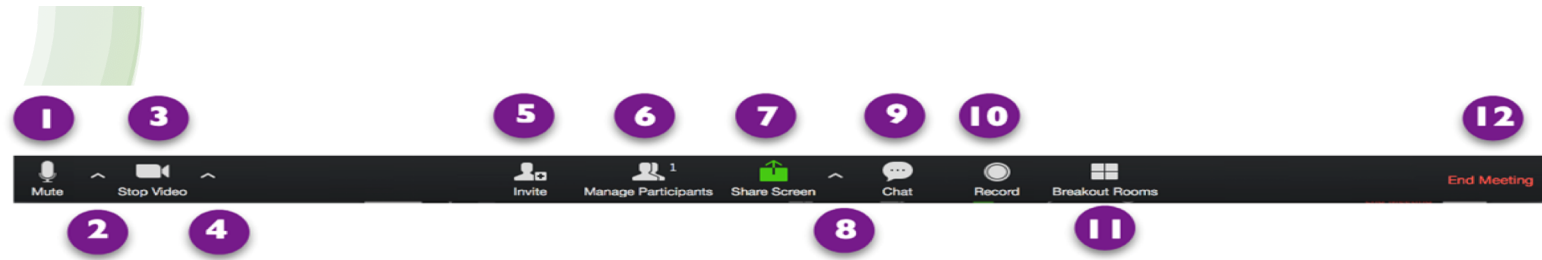 1 3 5 6 7 9 10 12
1
Mute Stop Video Invite Manage Participants Share Screen Chat Record Breakout Rooms End Meeting
2 4 8 11